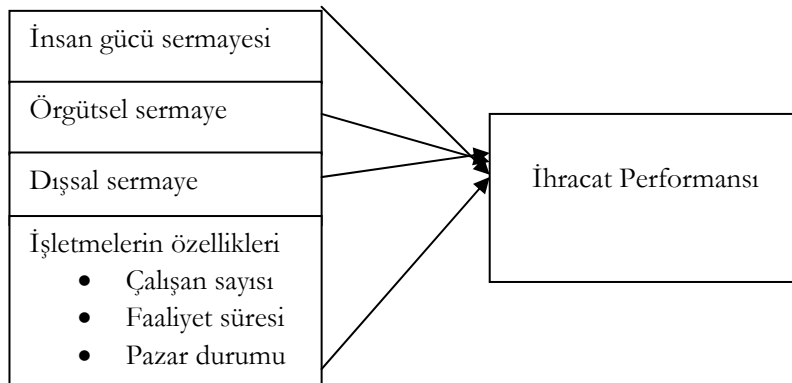 İnsan gücü sermayesi
Örgütsel sermaye
Dışsal sermaye
İşletmelerin özellikleri
• Çalışan sayısı
• Faaliyet süresi
• Pazar durumu
İhracat Performansı